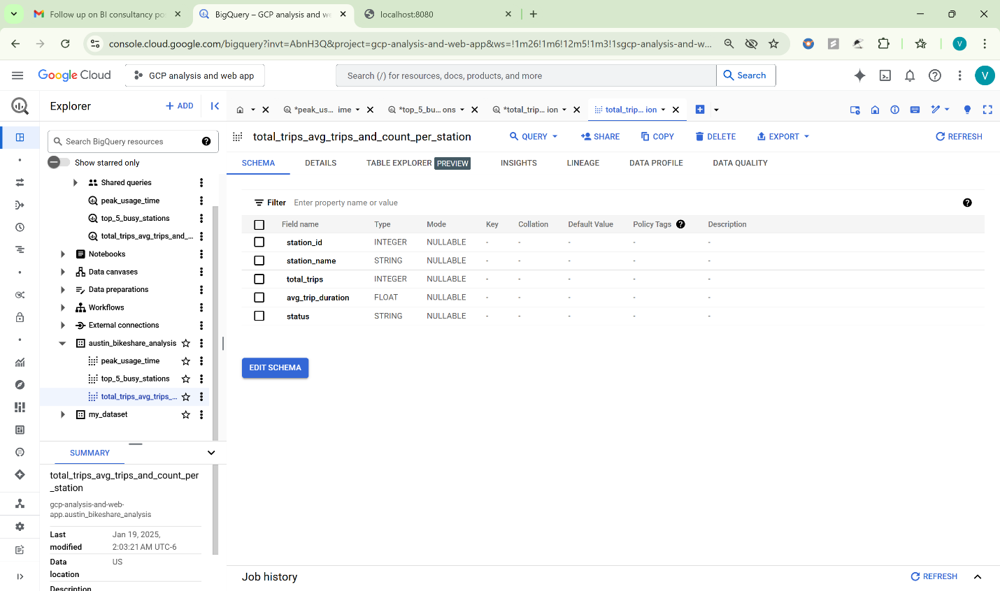 Follow up on BI consultancy po
BigQuery – GCP analysis and we
localhost:8080
console.cloud.google.com/bigquery?invt=AbnH3Q&project=gcp-analysis-and-web-app&ws=!1m26!1m6!12m5!1m3!1sgcp-analysis-and-w...
V
Google Cloud
GCP analysis and web app
Search (/) for resources, docs, products, and more
Search
V
Explorer
+ ADD
*peak_us... ime
*top_5_bu... ons
*total_trip... ion
total_trip... ion
Search BigQuery resources
Show starred only
Shared queries
peak_usage_time
top_5_busy_stations
total_trips_avg_trips_and_...
Notebooks
Data canvases
Data preparations
Workflows
External connections
austin_bikeshare_analysis
peak_usage_time
top_5_busy_stations
total_trips_avg_trips_...
my_dataset
SUMMARY
total_trips_avg_trips_and_count_per
_station
gcp-analysis-and-web-
app.austin_bikeshare_analysis
Last modified Jan 19, 2025, 2:03:21 AM UTC-6
Data location US
Description
total_trips_avg_trips_and_count_per_station
QUERY SHARE COPY DELETE EXPORT REFRESH
SCHEMA DETAILS TABLE EXPLORER PREVIEW INSIGHTS LINEAGE DATA PROFILE DATA QUALITY
Filter Enter property name or value
Field name Type Mode Key Collation Default Value Policy Tags Description
station_id INTEGER NULLABLE - - - - -
station_name STRING NULLABLE - - - - -
total_trips INTEGER NULLABLE - - - - -
avg_trip_duration FLOAT NULLABLE - - - - -
status STRING NULLABLE - - - - -
EDIT SCHEMA
Job history REFRESH